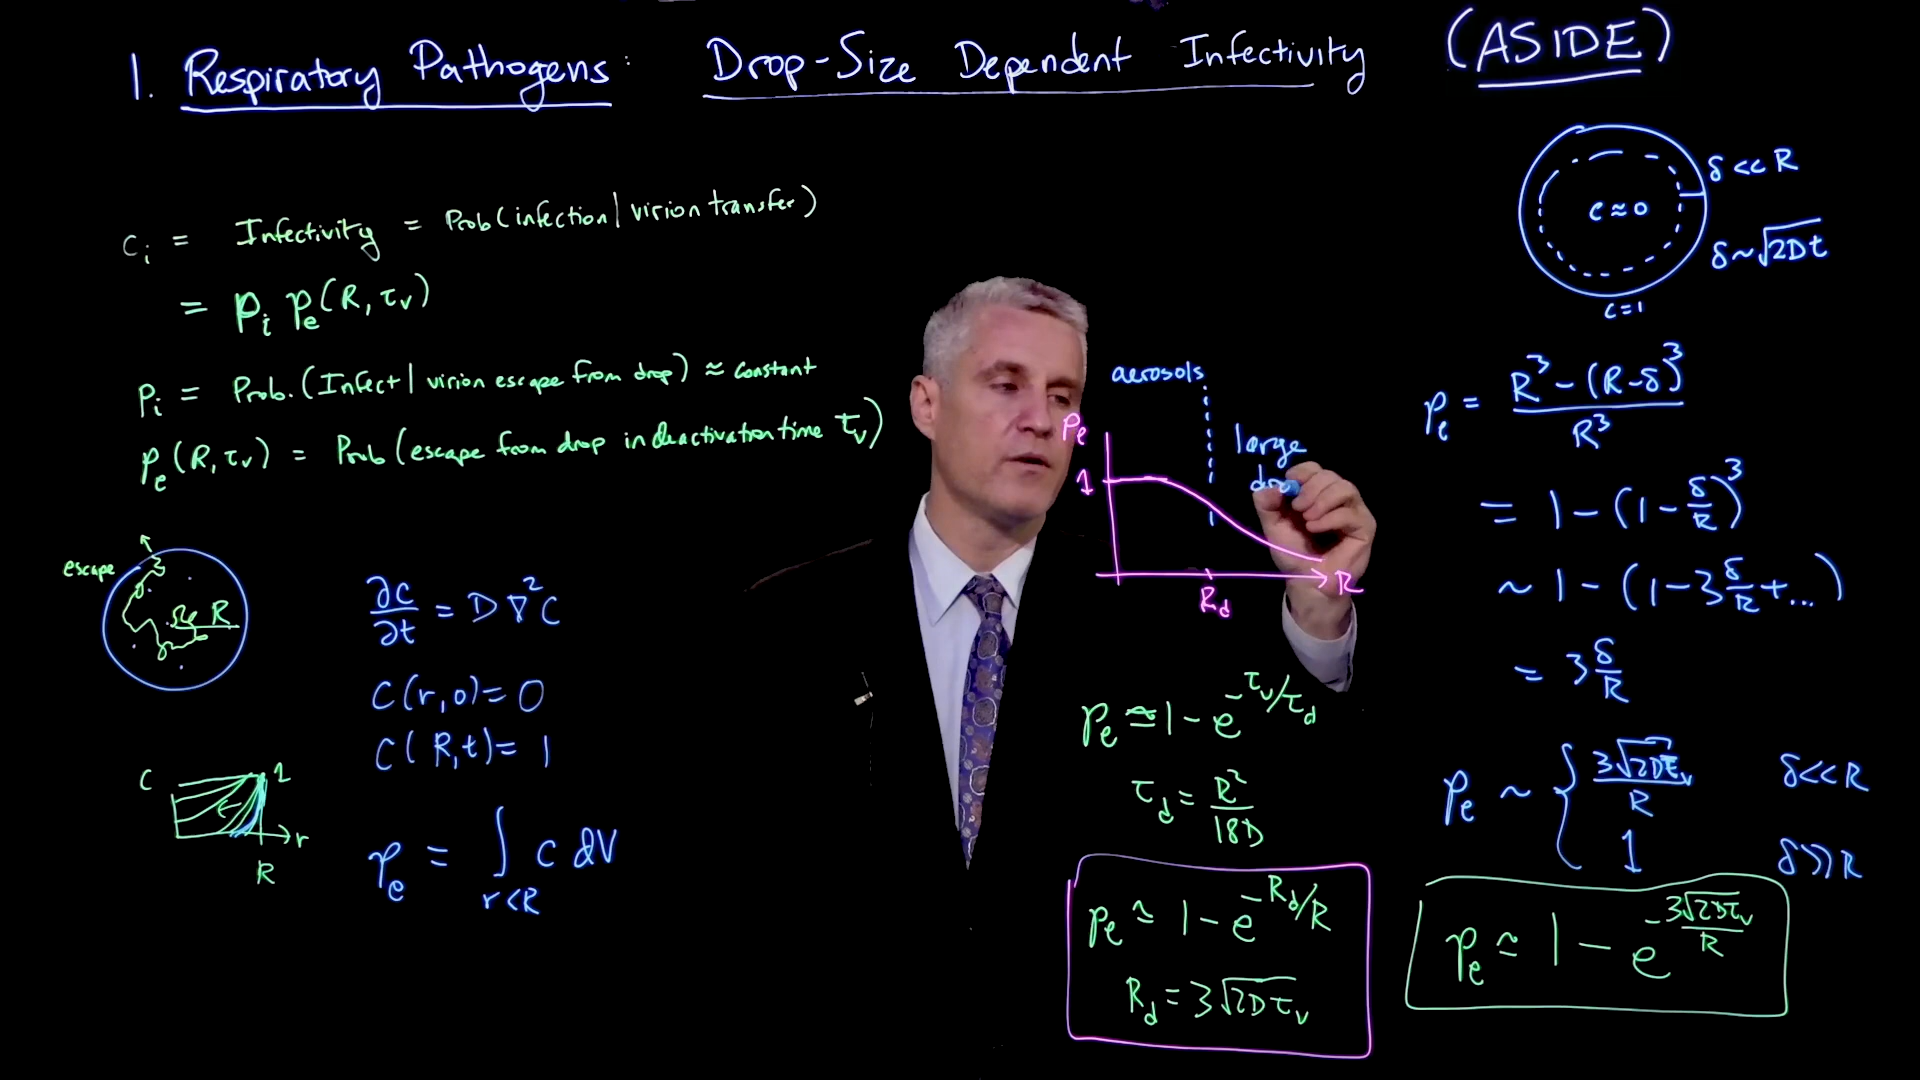 1. Respiratory Pathogens: Drop-Size Dependent Infectivity (ASIDE)
c_i = Infectivity = Prob(infection | virion transfer)
= p_i p_e(R, τ_v)
p_i = Prob. (Infect | virion escape from drop) ≈ constant
p_e(R, τ_v) = Prob (escape from drop in deactivation time τ_v)
escape
size R
∂c/∂t = D∇²C
C(r,0) = 0
C(R,t) = 1
C
1
t
r
R
p_e = ∫_{r<R} c dV
aerosols
large
dro
P_e
1
R
R_d
p_e ≃ 1 - e^{-τ_v/τ_d}
τ_d = R²/18D
p_e ≃ 1 - e^{-R_d/R}
R_d = 3√(2Dτ_v)
δ << R
c ≈ 0
δ ~ √(2Dt)
c=1
p_e = (R³ - (R-δ)³)/R³
= 1 - (1 - δ/R)³
~ 1 - (1 - 3δ/R + ...)
= 3 δ/R
p_e ~ { 3√(2Dτ_v)/R δ<<R
1 δ>>R
p_e ≃ 1 - e^{-3√(2Dτ_v)/R}